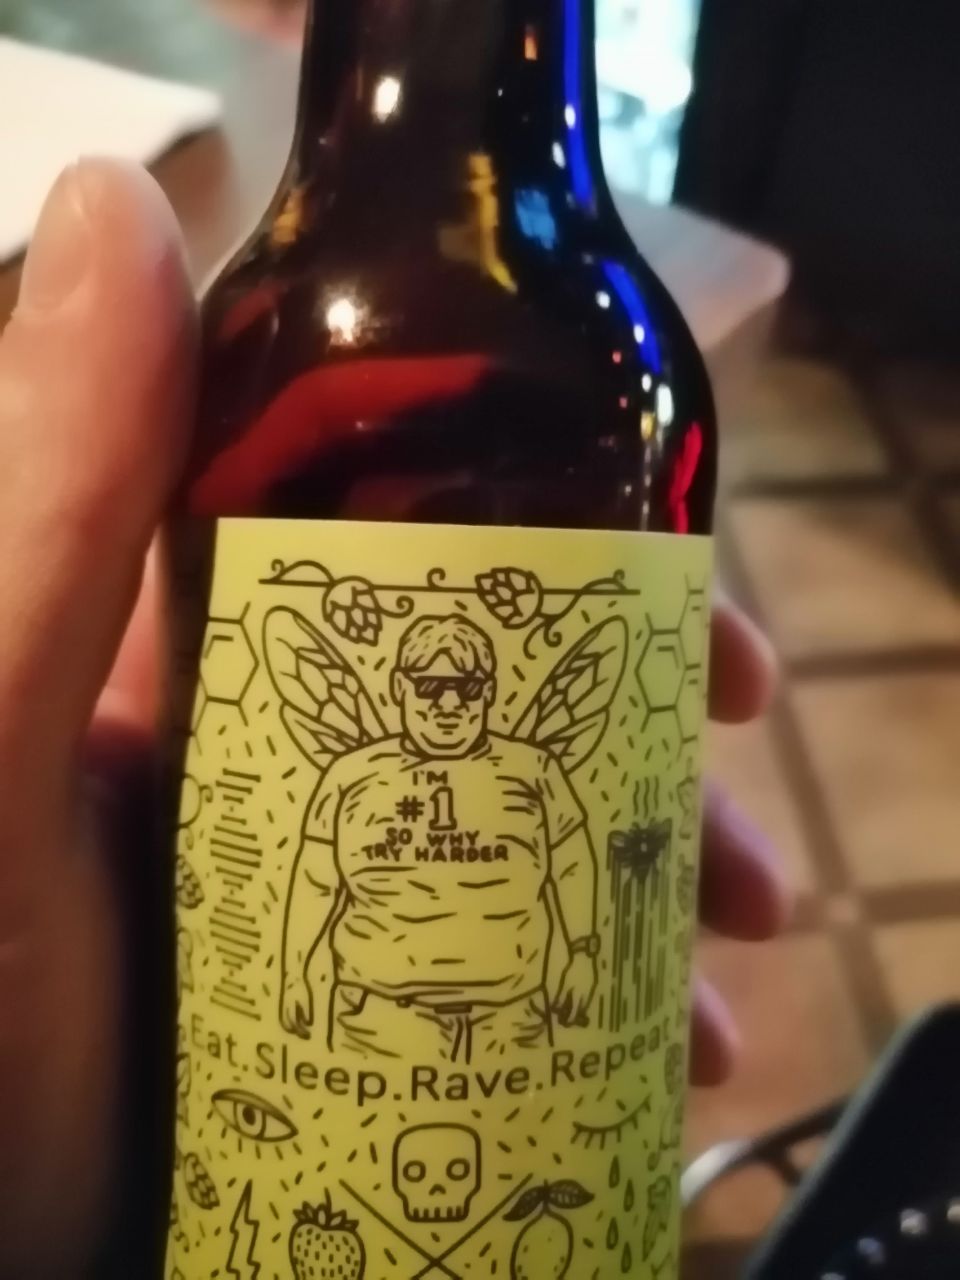 I'M
#1
SO WHY
TRY HARDER
Eat.Sleep.Rave.Repeat